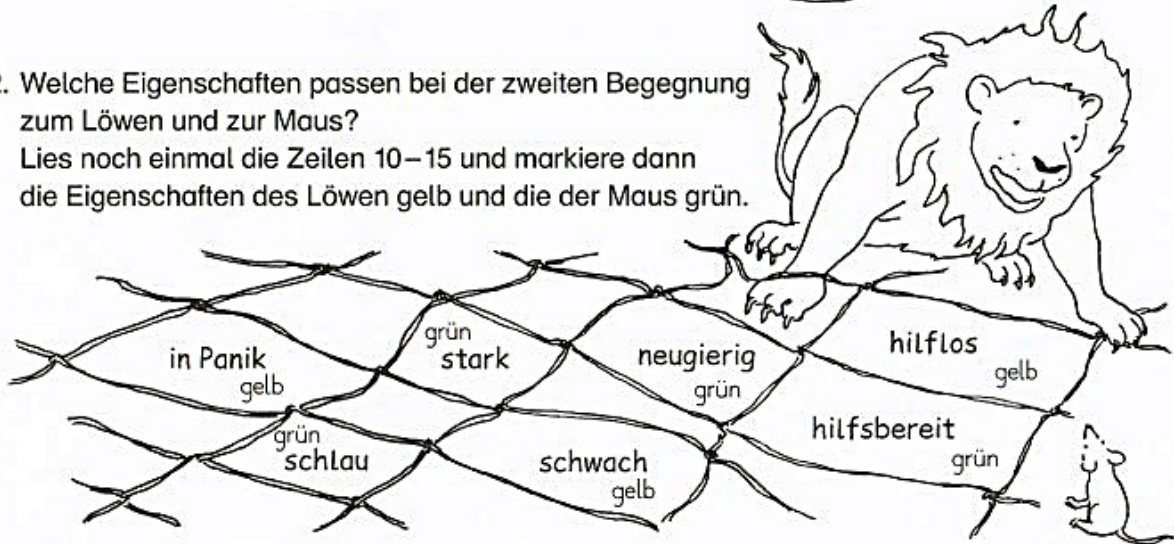 2. Welche Eigenschaften passen bei der zweiten Begegnung
zum Löwen und zur Maus?
Lies noch einmal die Zeilen 10–15 und markiere dann
die Eigenschaften des Löwen gelb und die der Maus grün.
in Panik
gelb
grün
stark
neugierig
grün
hilflos
gelb
grün
schlau
schwach
gelb
hilfsbereit
grün